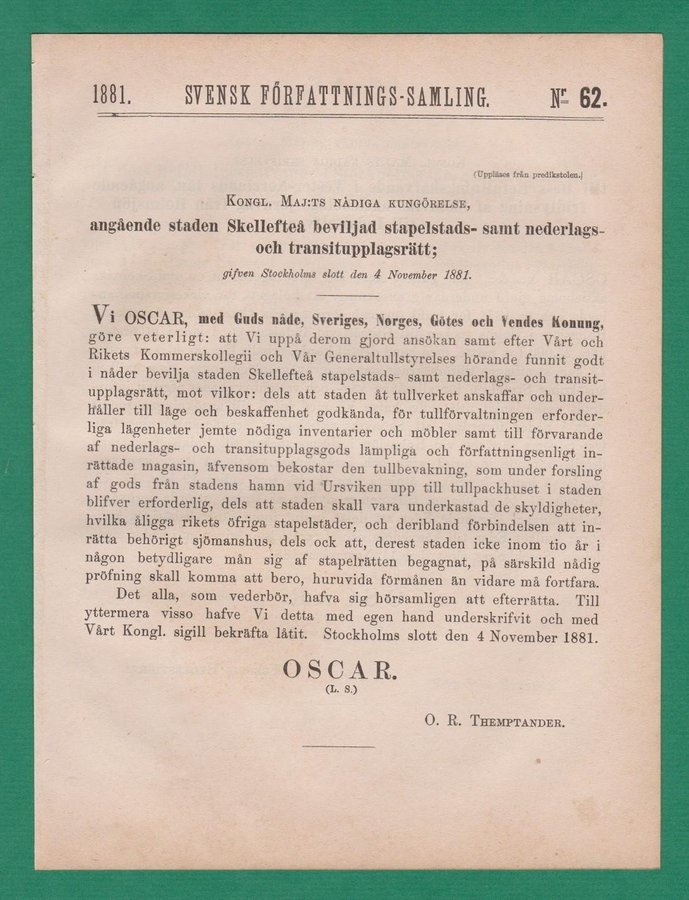 1881. SVENSK FÖRFATTNINGS-SAMLING. Nr 62.
(Uppläses från predikstolen.)
KONGL. MAJ:TS NÅDIGA KUNGÖRELSE,
angående staden Skellefteå beviljad stapelstads- samt nederlags-
och transitupplagsrätt;
gifven Stockholms slott den 4 November 1881.
Vi OSCAR, med Guds nåde, Sveriges, Norges, Götes och Vendes Konung,
göre veterligt: att Vi uppå derom gjord ansökan samt efter Vårt och
Rikets Kommerskollegii och Vår Generaltullstyrelses hörande funnit godt
i nåder bevilja staden Skellefteå stapelstads- samt nederlags- och transit-
upplagsrätt, mot vilkor: dels att staden åt tullverket anskaffar och under-
håller till läge och beskaffenhet godkända, för tullförvaltningen erforder-
liga lägenheter jemte nödiga inventarier och möbler samt till förvarande
af nederlags- och transitupplagsgods lämpliga och författningsenligt in-
rättade magasin, äfvensom bekostar den tullbevakning, som under forsling
af gods från stadens hamn vid Ursviken upp till tullpackhuset i staden
blifver erforderlig, dels att staden skall vara underkastad de skyldigheter,
hvilka åligga rikets öfriga stapelstäder, och deribland förbindelsen att in-
rätta behörigt sjömanshus, dels ock att, derest staden icke inom tio år i
någon betydligare mån sig af stapelrätten begagnat, på särskild nådig
pröfning skall komma att bero, huruvida förmånen än vidare må fortfara.
Det alla, som vederbör, hafva sig hörsamligen att efterrätta. Till
yttermera visso hafve Vi detta med egen hand underskrifvit och med
Vårt Kongl. sigill bekräfta låtit. Stockholms slott den 4 November 1881.
OSCAR.
(L. S.)
O. R. THEMPTANDER.